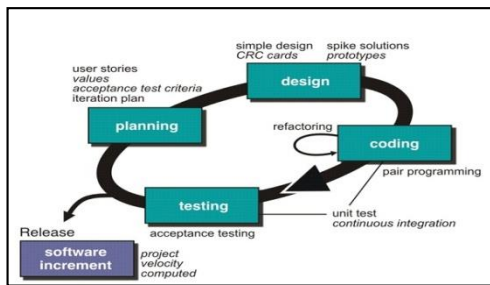 simple design
CRC cards
spike solutions
prototypes
design
user stories
values
acceptance test criteria
iteration plan
planning
refactoring
coding
pair programming
testing
acceptance testing
unit test
continuous integration
Release
software
increment
project
velocity
computed